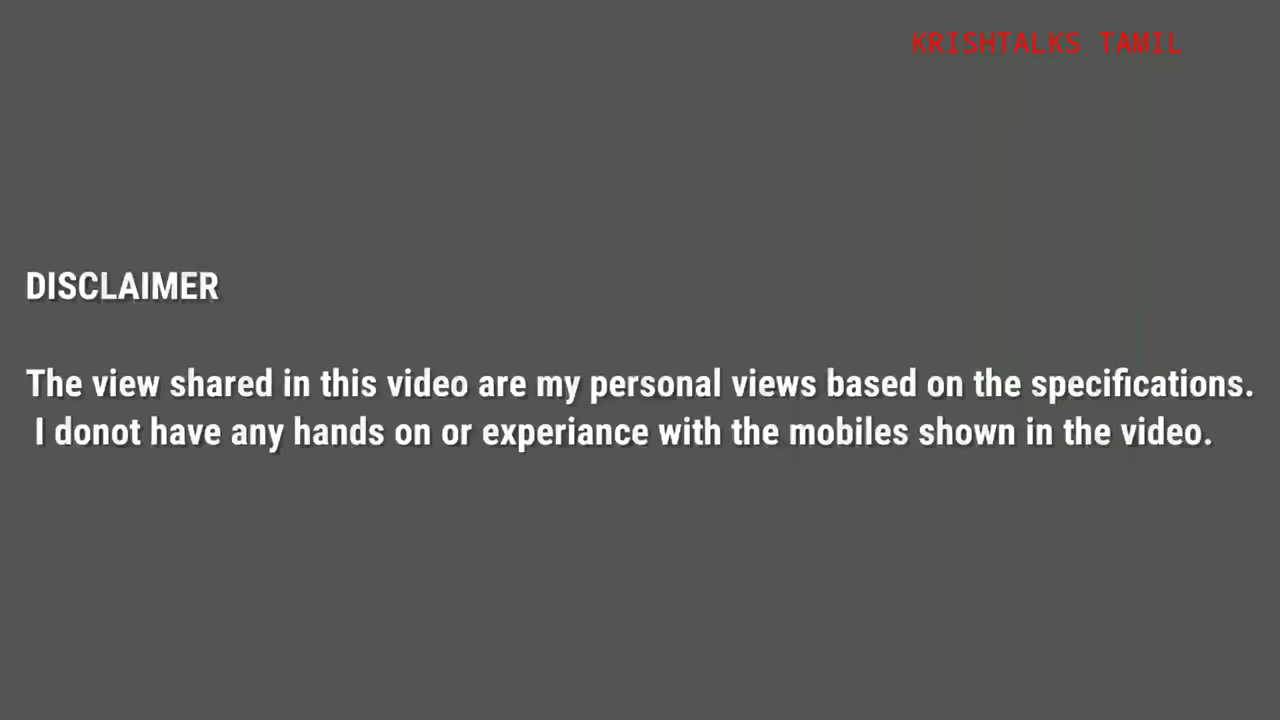 KRISHTALKS TAMIL
DISCLAIMER
The view shared in this video are my personal views based on the specifications.
I donot have any hands on or experiance with the mobiles shown in the video.